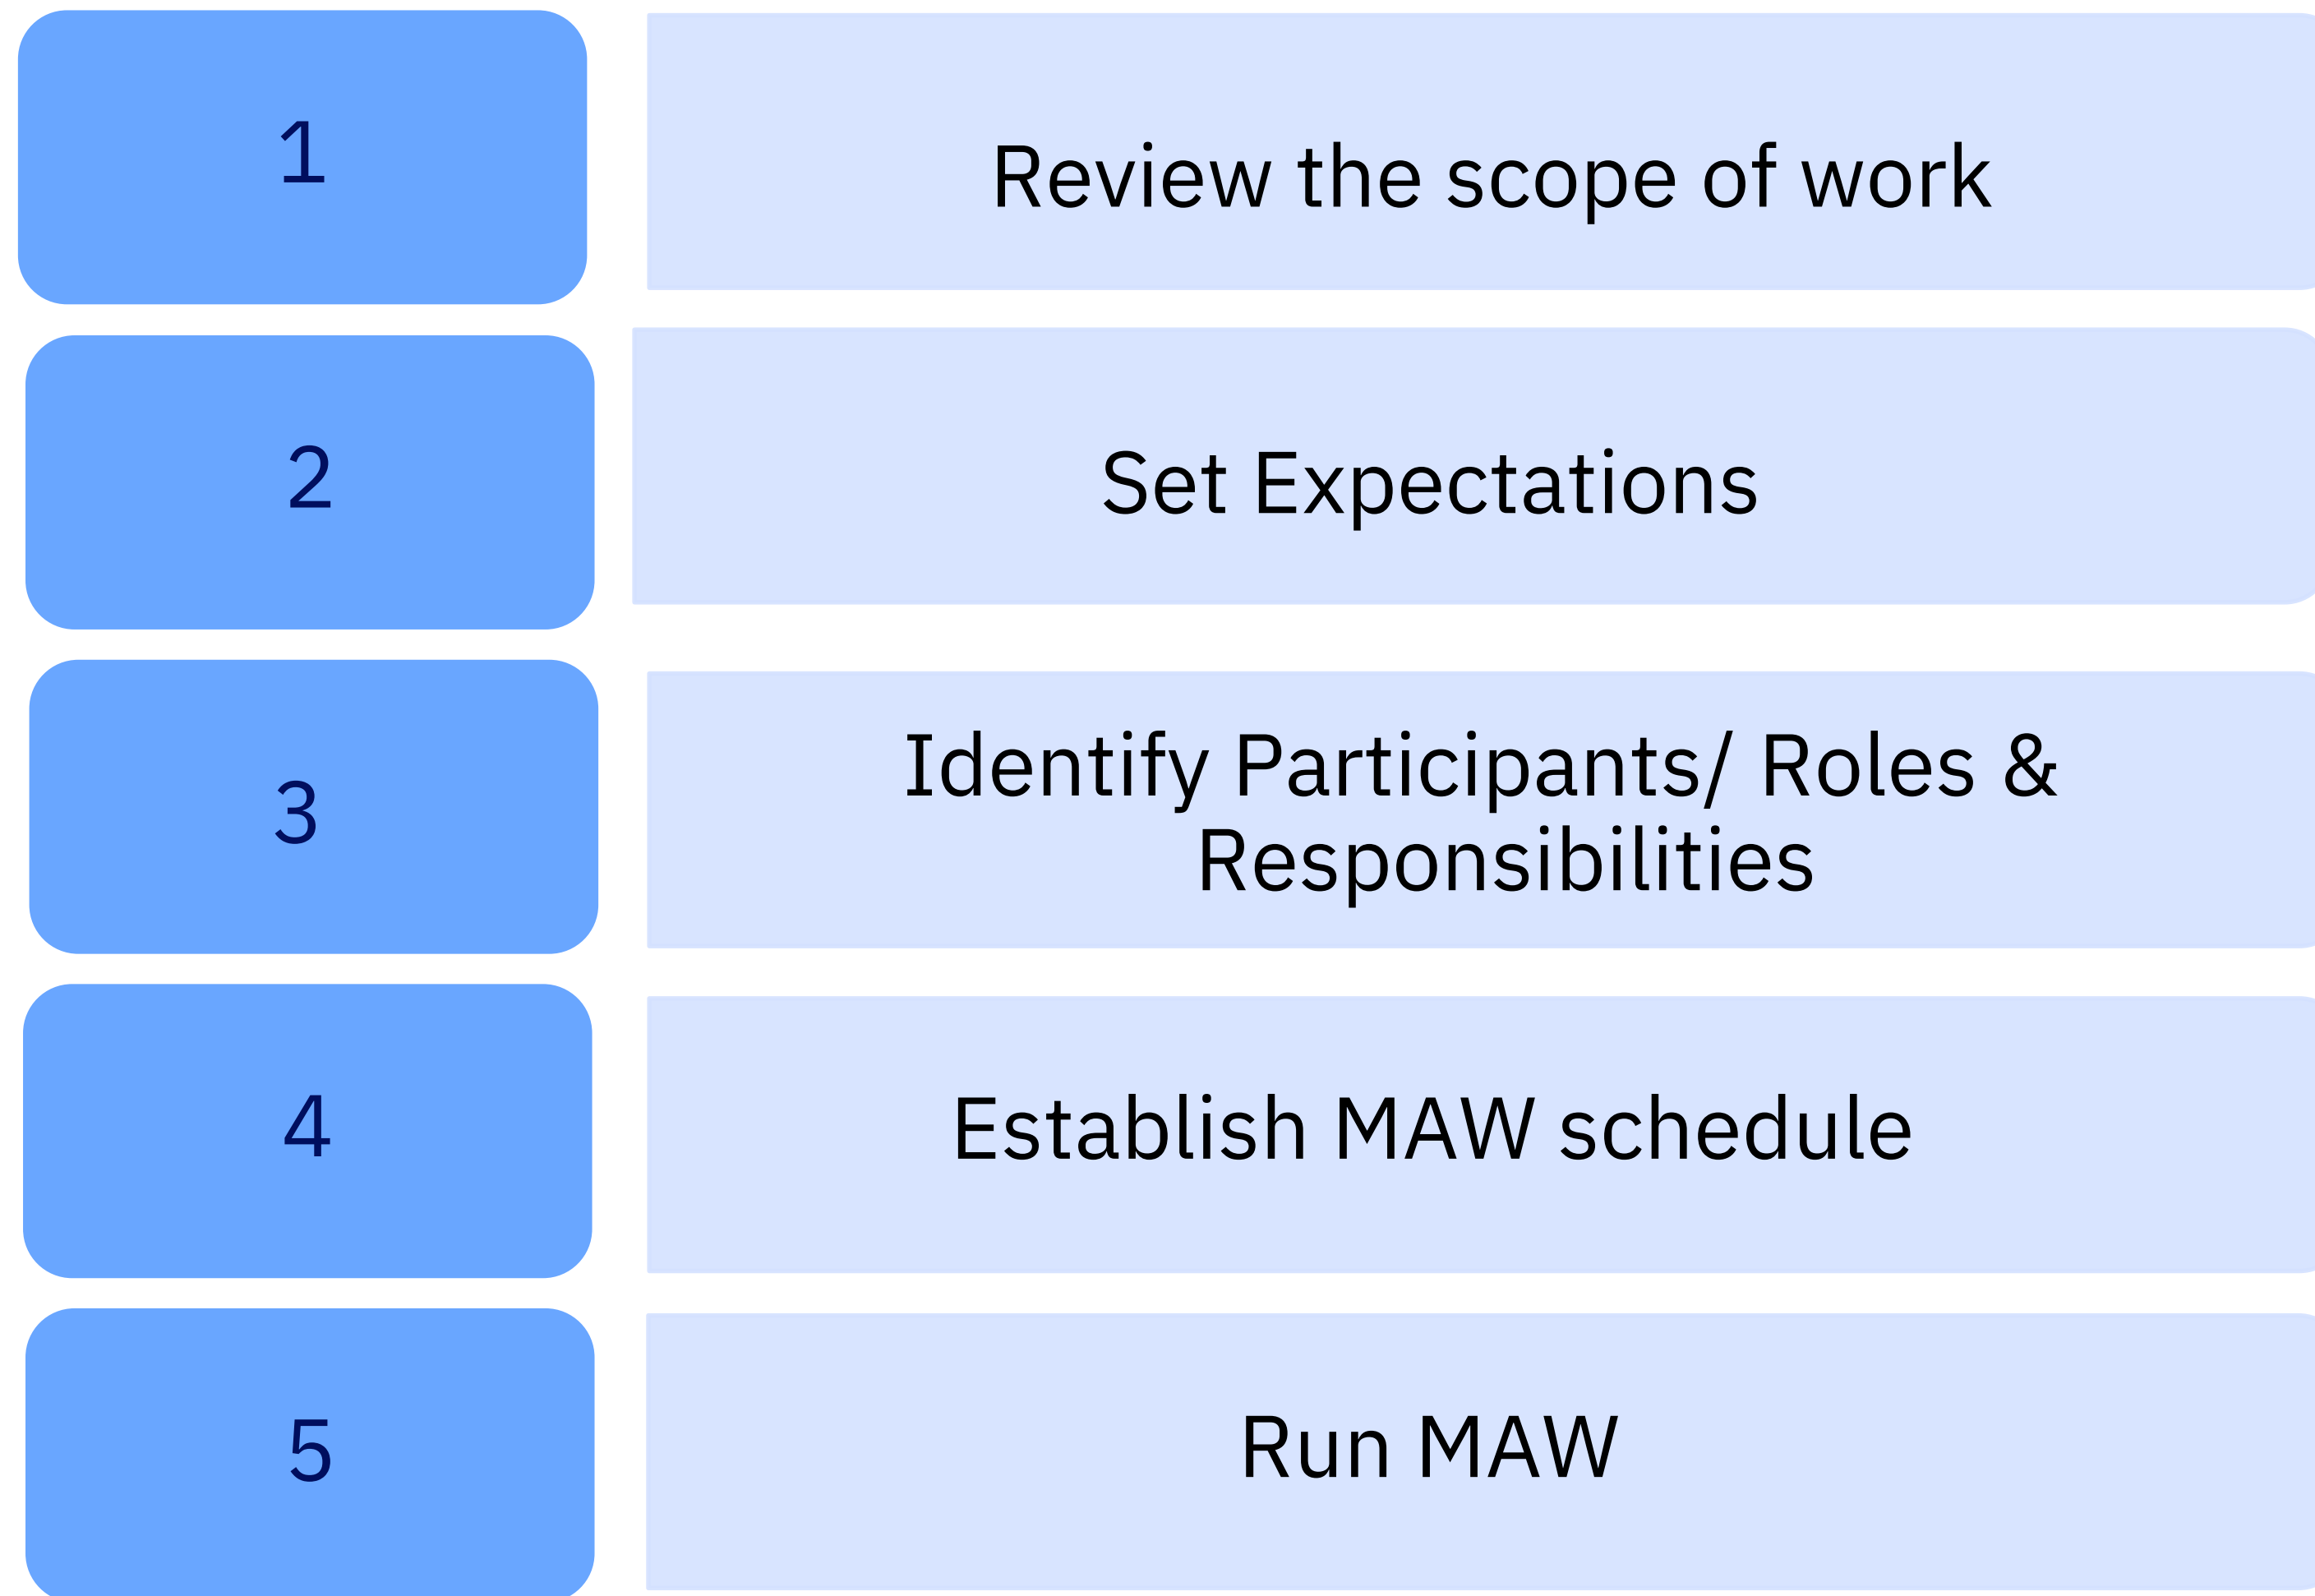 1
Review the scope of work
2
Set Expectations
3
Identify Participants/ Roles &
Responsibilities
4
Establish MAW schedule
5
Run MAW